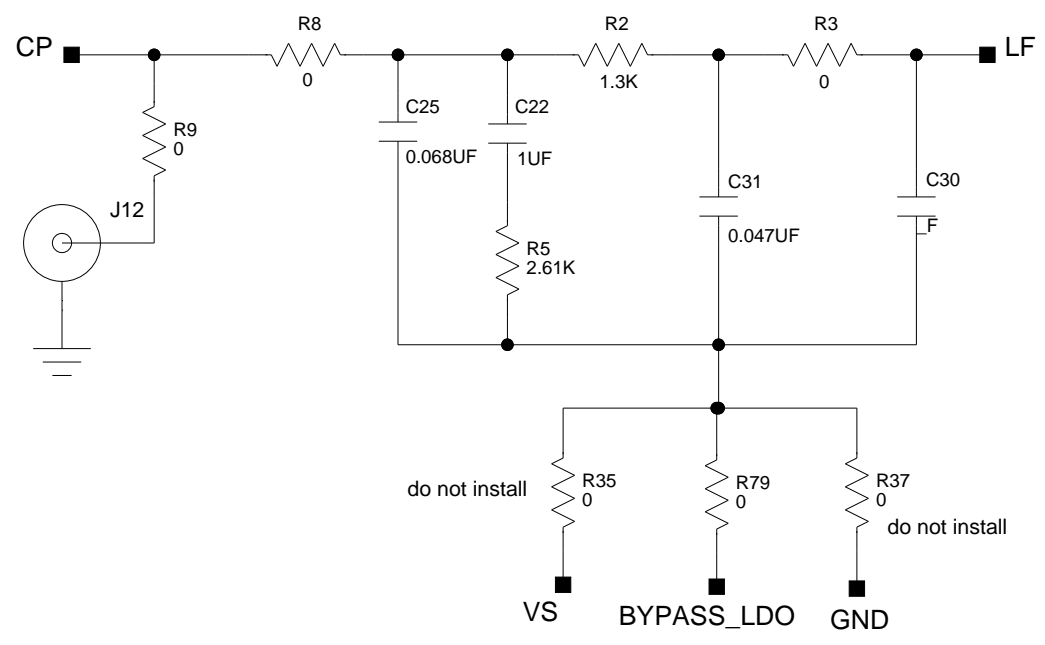 CP
R8
0
R2
1.3K
R3
0
LF
R9
0
C25
0.068UF
C22
1UF
J12
C31
0.047UF
C30
_F
R5
2.61K
do not install
R35
0
R79
0
R37
0
do not install
VS
BYPASS_LDO
GND